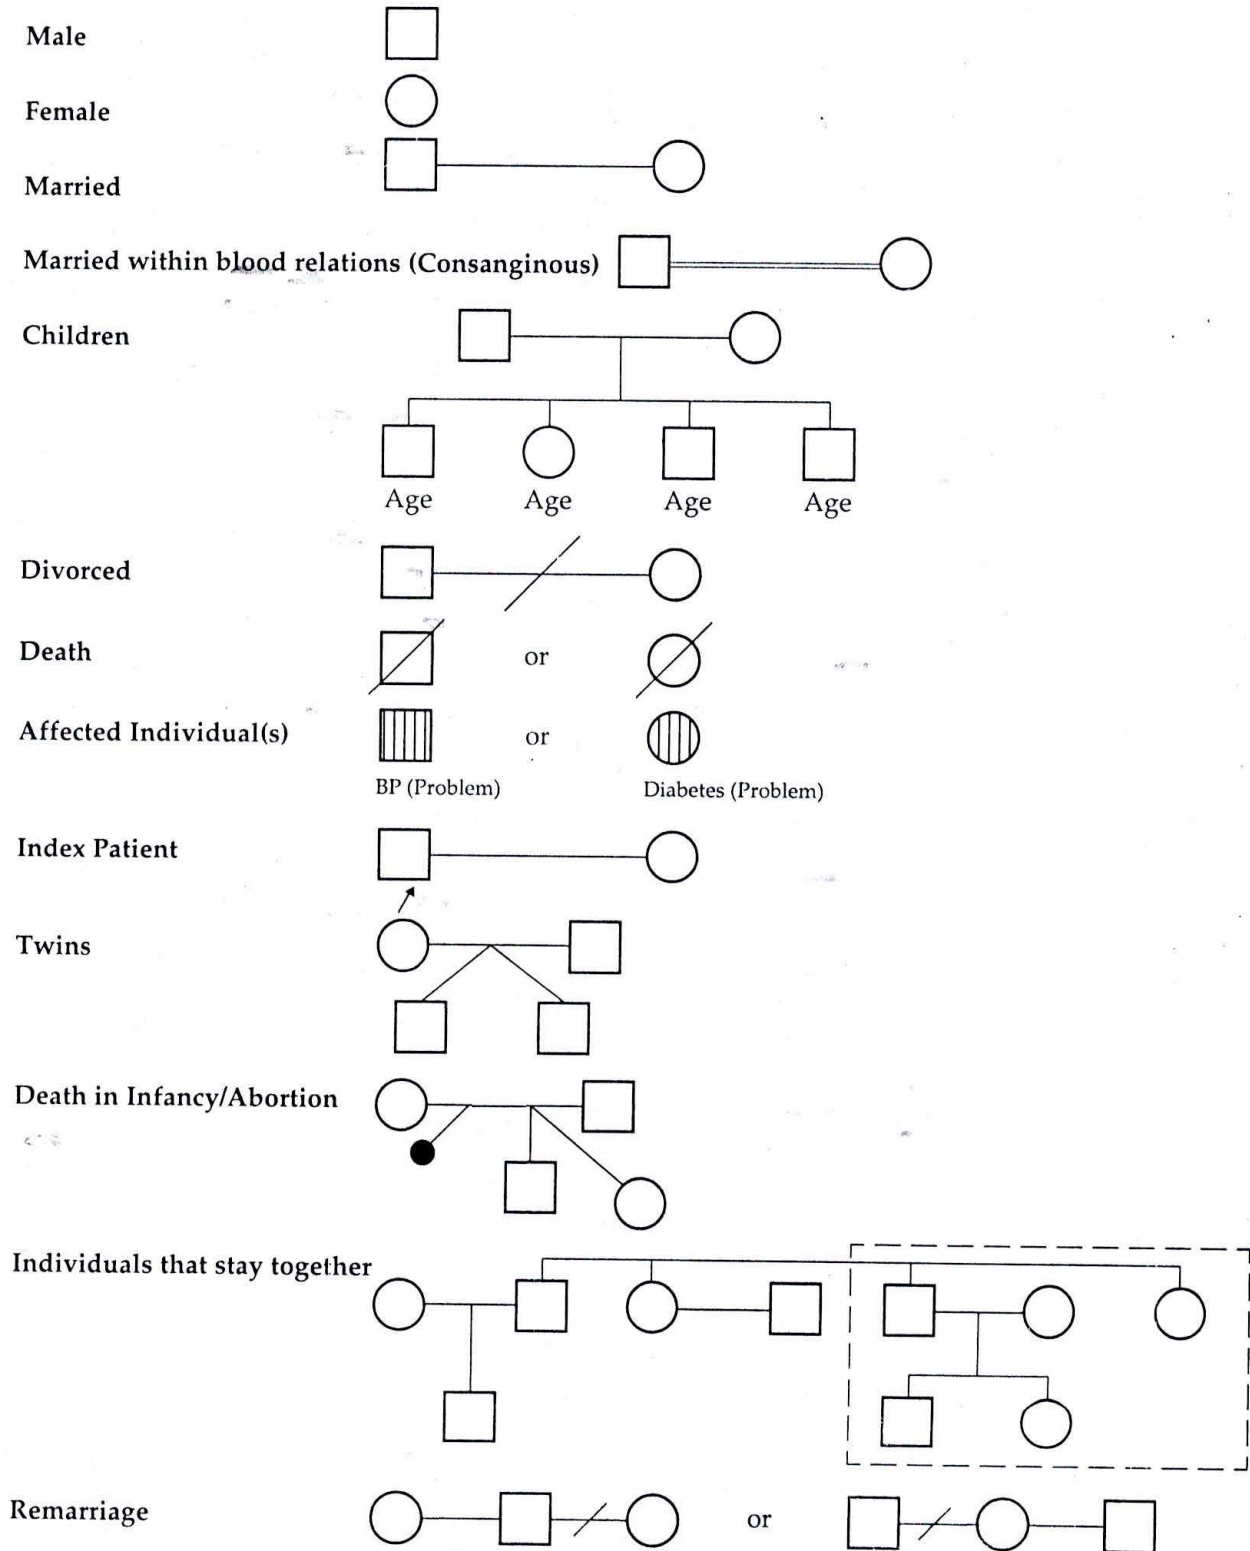 Male
Female
Married
Married within blood relations (Consanginous)
Children
Age Age Age Age
Divorced
Death or
Affected Individual(s) or
BP (Problem) Diabetes (Problem)
Index Patient
Twins
Death in Infancy/Abortion
Individuals that stay together
Remarriage or